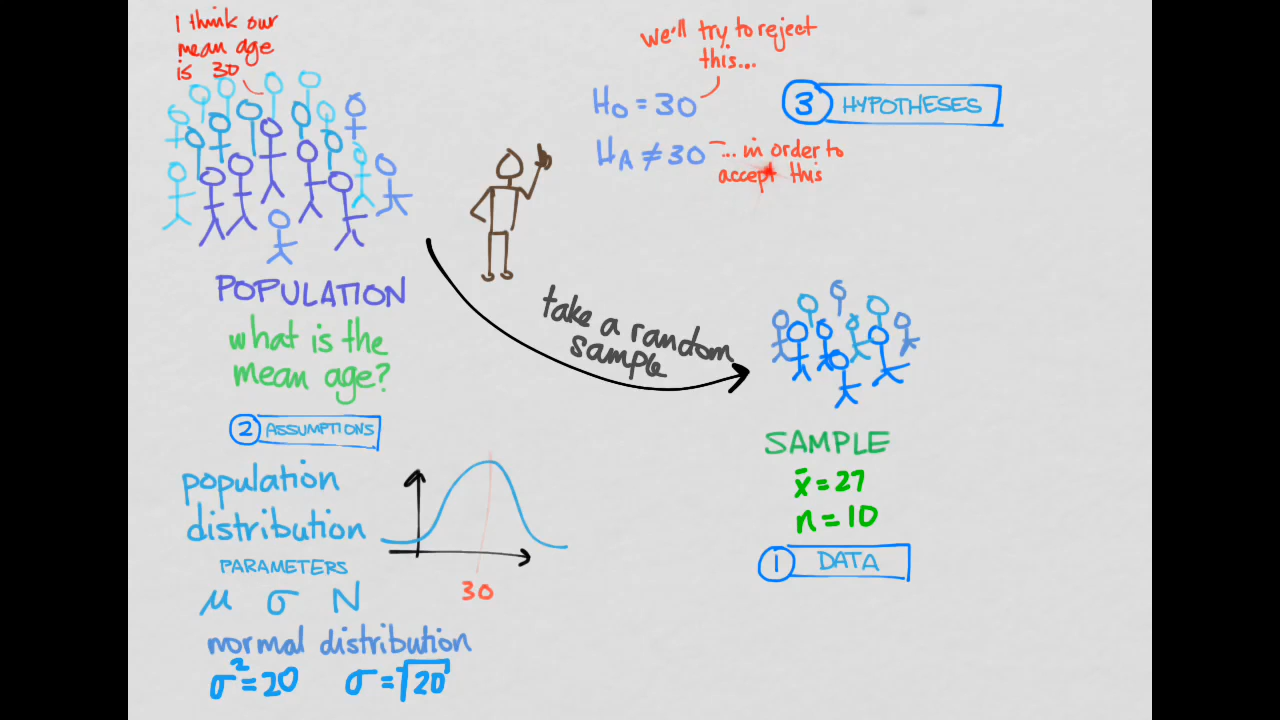 I think our
mean age
is 30
we'll try to reject
this...
H0 = 30
3 HYPOTHESES
HA ≠ 30
... in order to
accept this
POPULATION
what is the
mean age?
take a random
sample
2 ASSUMPTIONS
population
distribution
PARAMETERS
μ σ N
30
normal distribution
σ²=20 σ=√20
SAMPLE
x̄ = 27
n = 10
1 DATA